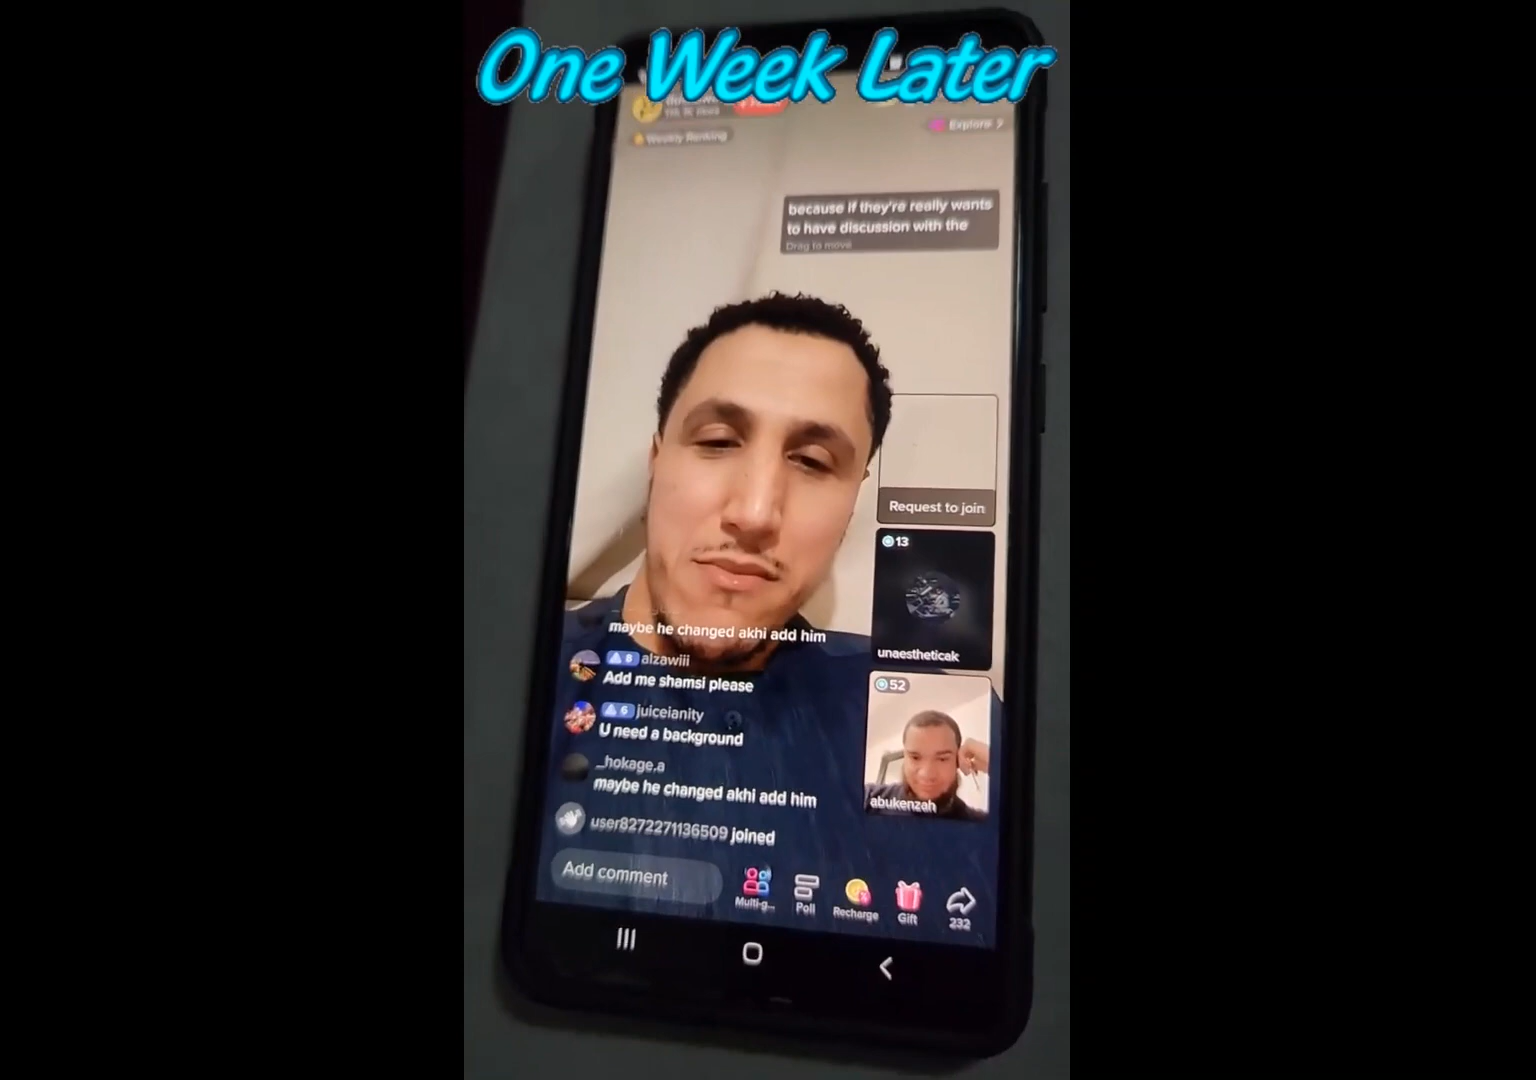 One Week Later
Explore >
Weekly Ranking
because if they're really wants
to have discussion with the
Drag to move
Request to join
13
unaestheticak
maybe he changed akhi add him
8 alzawiii
Add me shamsi please
52
6 juiceianity
U need a background
_hokage.a
maybe he changed akhi add him
abukenzah
user8272271136509 joined
Add comment
Multi-g...
Poll
Recharge
Gift
232